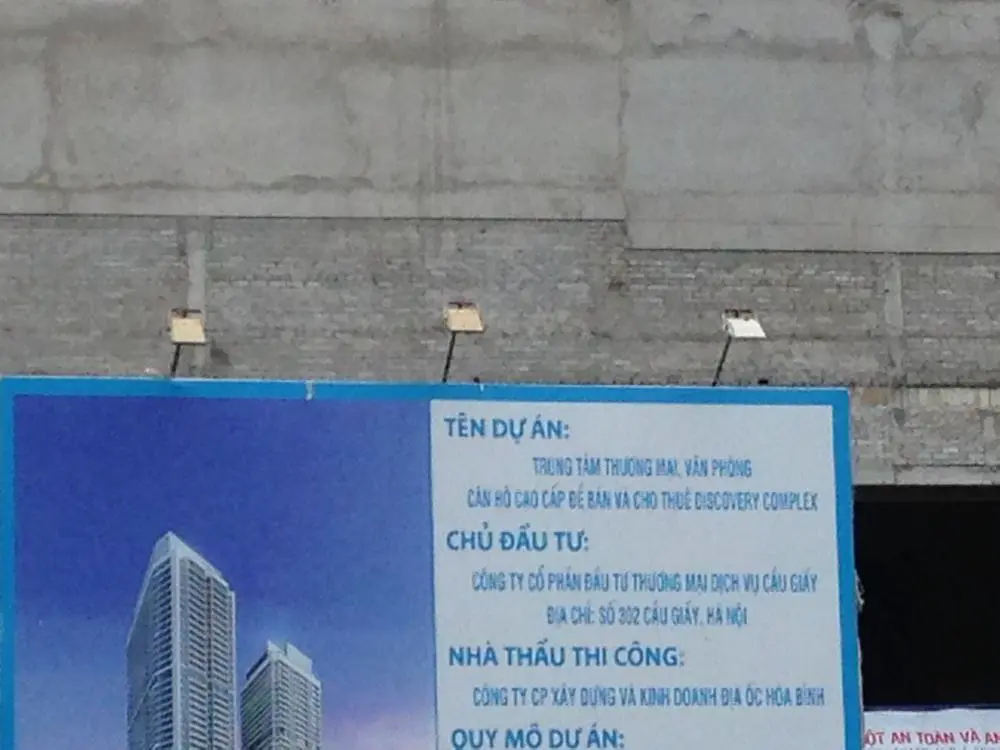 TÊN DỰ ÁN:
TRUNG TÂM THƯƠNG MẠI, VĂN PHÒNG
CĂN HỘ CAO CẤP ĐỂ BÁN VÀ CHO THUÊ DISCOVERY COMPLEX
CHỦ ĐẦU TƯ:
CÔNG TY CỔ PHẦN ĐẦU TƯ THƯƠNG MẠI DỊCH VỤ CẦU GIẤY
ĐỊA CHỈ: SỐ 302 CẦU GIẤY, HÀ NỘI
NHÀ THẦU THI CÔNG:
CÔNG TY CP XÂY DỰNG VÀ KINH DOANH ĐỊA ỐC HÒA BÌNH
QUY MÔ DỰ ÁN:
AN TOÀN VÀ